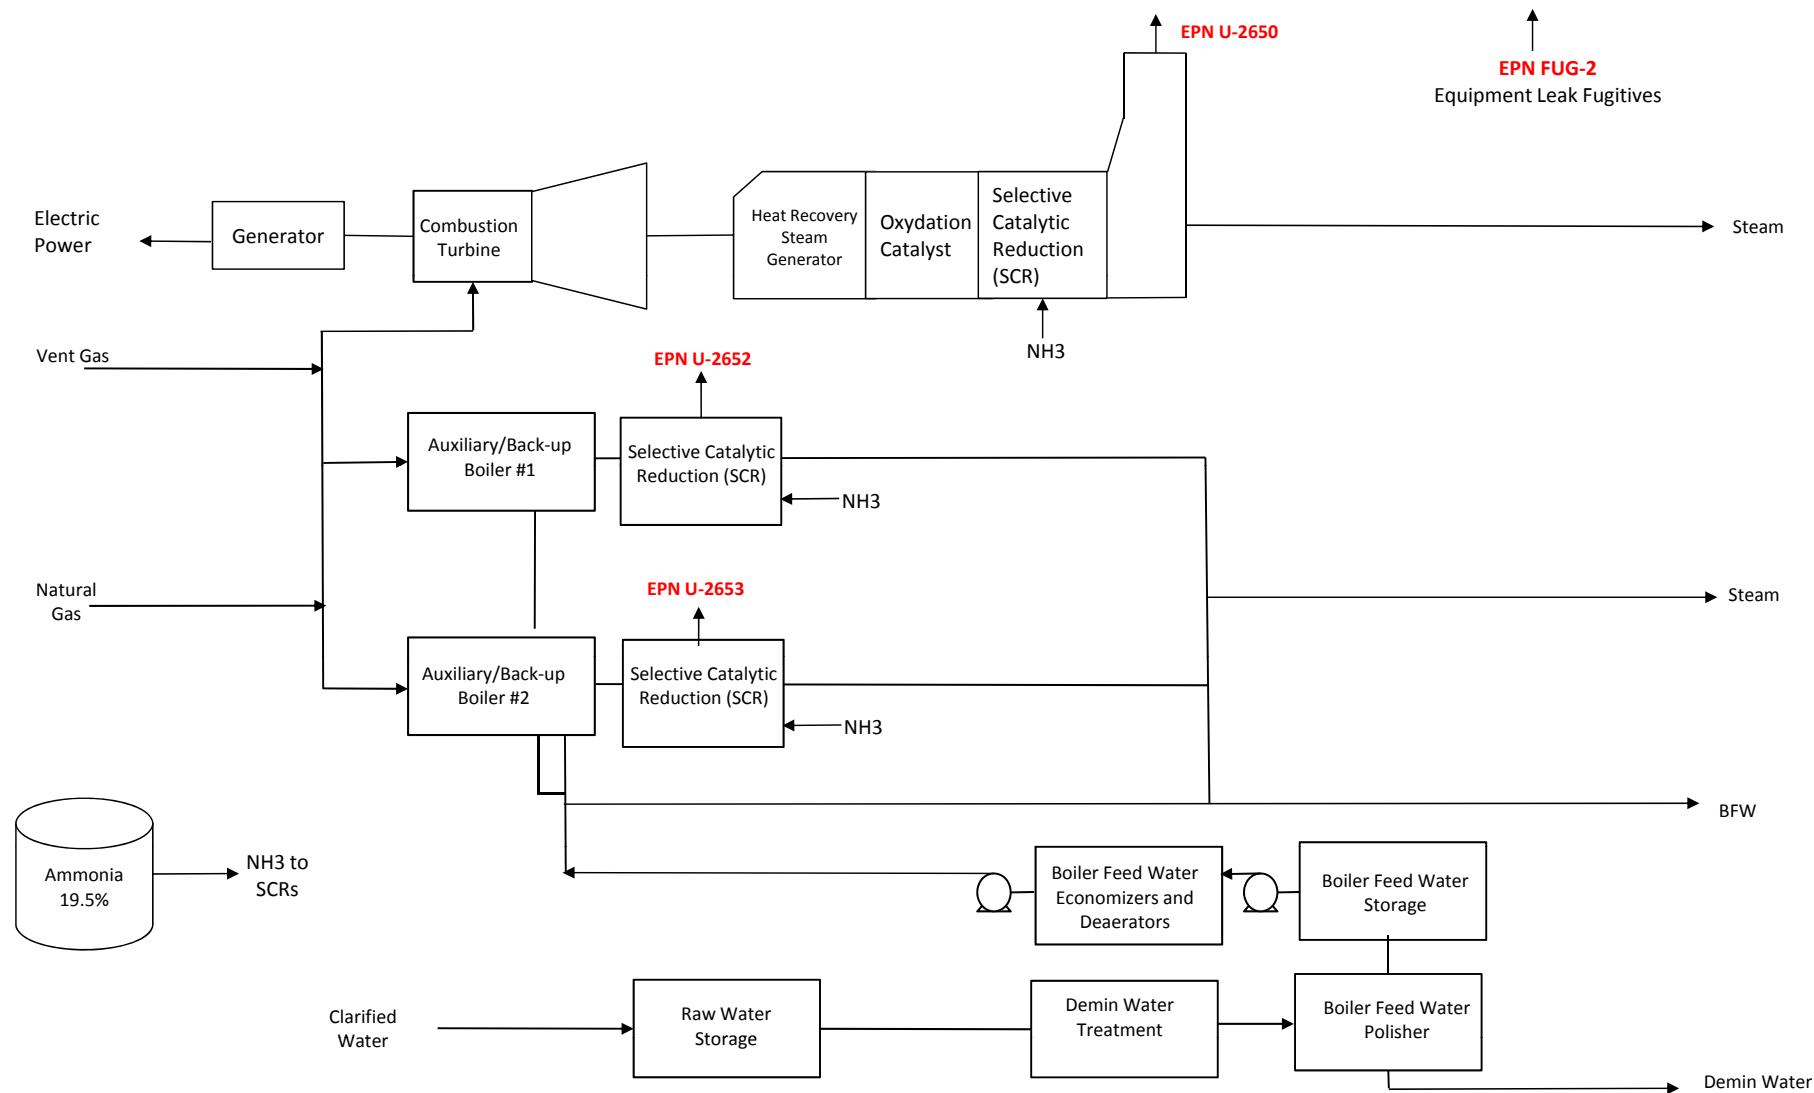 EPN U-2650
EPN FUG-2
Equipment Leak Fugitives
Electric
Power
Generator
Combustion
Turbine
Heat Recovery
Steam
Generator
Oxydation
Catalyst
Selective
Catalytic
Reduction
(SCR)
Steam
NH3
Vent Gas
EPN U-2652
Auxiliary/Back-up
Boiler #1
Selective Catalytic
Reduction (SCR)
NH3
Natural
Gas
EPN U-2653
Steam
Auxiliary/Back-up
Boiler #2
Selective Catalytic
Reduction (SCR)
NH3
BFW
Ammonia
19.5%
NH3 to
SCRs
Boiler Feed Water
Economizers and
Deaerators
Boiler Feed Water
Storage
Clarified
Water
Raw Water
Storage
Demin Water
Treatment
Boiler Feed Water
Polisher
Demin Water